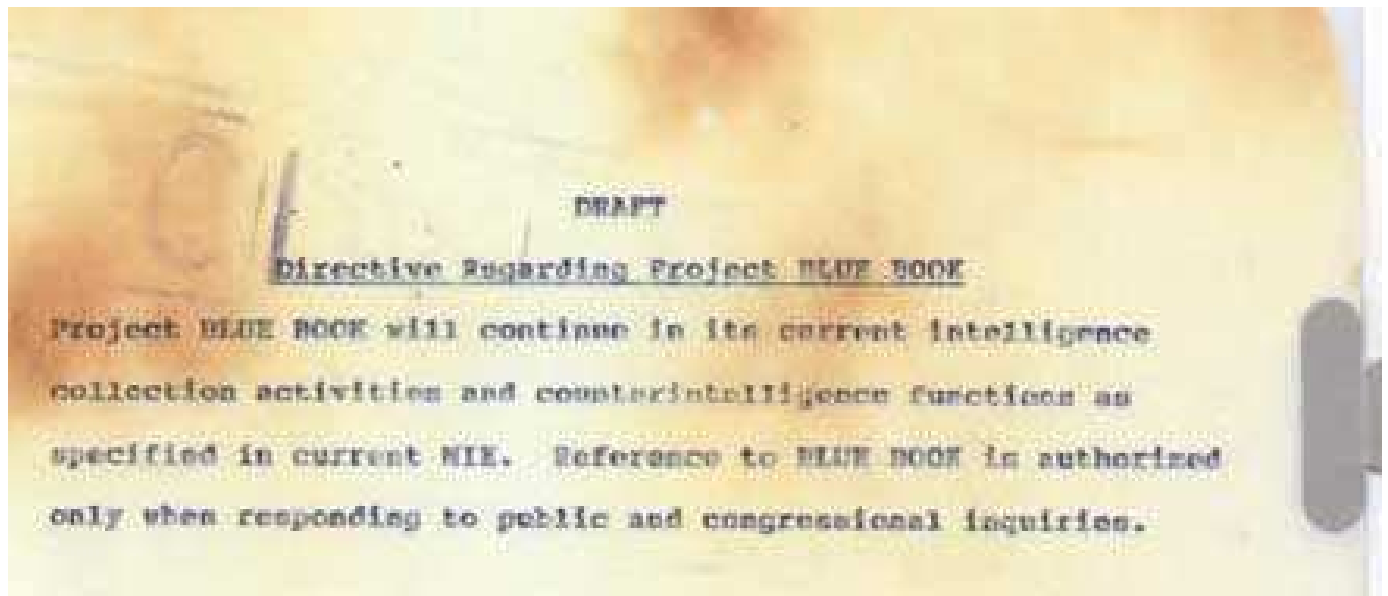 DRAFT
Directive Regarding Project BLUE BOOK
Project BLUE BOOK will continue in its current intelligence
collection activities and counterintelligence functions as
specified in current NIE. Reference to BLUE BOOK is authorized
only when responding to public and congressional inquiries.